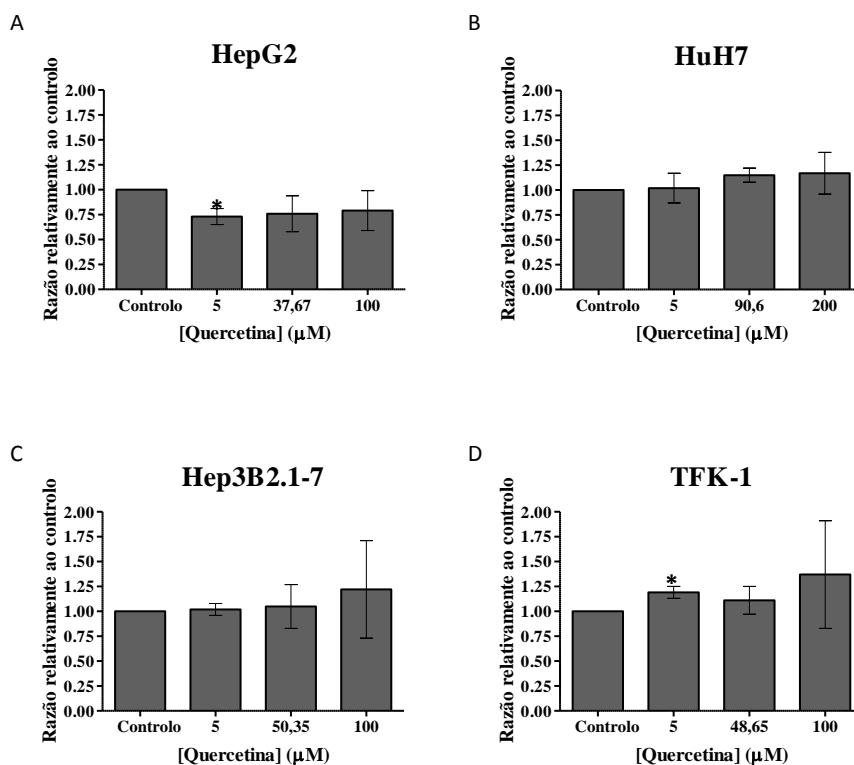 A
HepG2
Razão relativamente ao controlo
2.00
1.75
1.50
1.25
1.00
0.75
0.50
0.25
0.00
*
Controlo 5 37,67 100
[Quercetina] (µM)
B
HuH7
Razão relativamente ao controlo
2.00
1.75
1.50
1.25
1.00
0.75
0.50
0.25
0.00
Controlo 5 90,6 200
[Quercetina] (µM)
C
Hep3B2.1-7
Razão relativamente ao controlo
2.00
1.75
1.50
1.25
1.00
0.75
0.50
0.25
0.00
Controlo 5 50,35 100
[Quercetina] (µM)
D
TFK-1
Razão relativamente ao controlo
2.00
1.75
1.50
1.25
1.00
0.75
0.50
0.25
0.00
*
Controlo 5 48,65 100
[Quercetina] (µM)